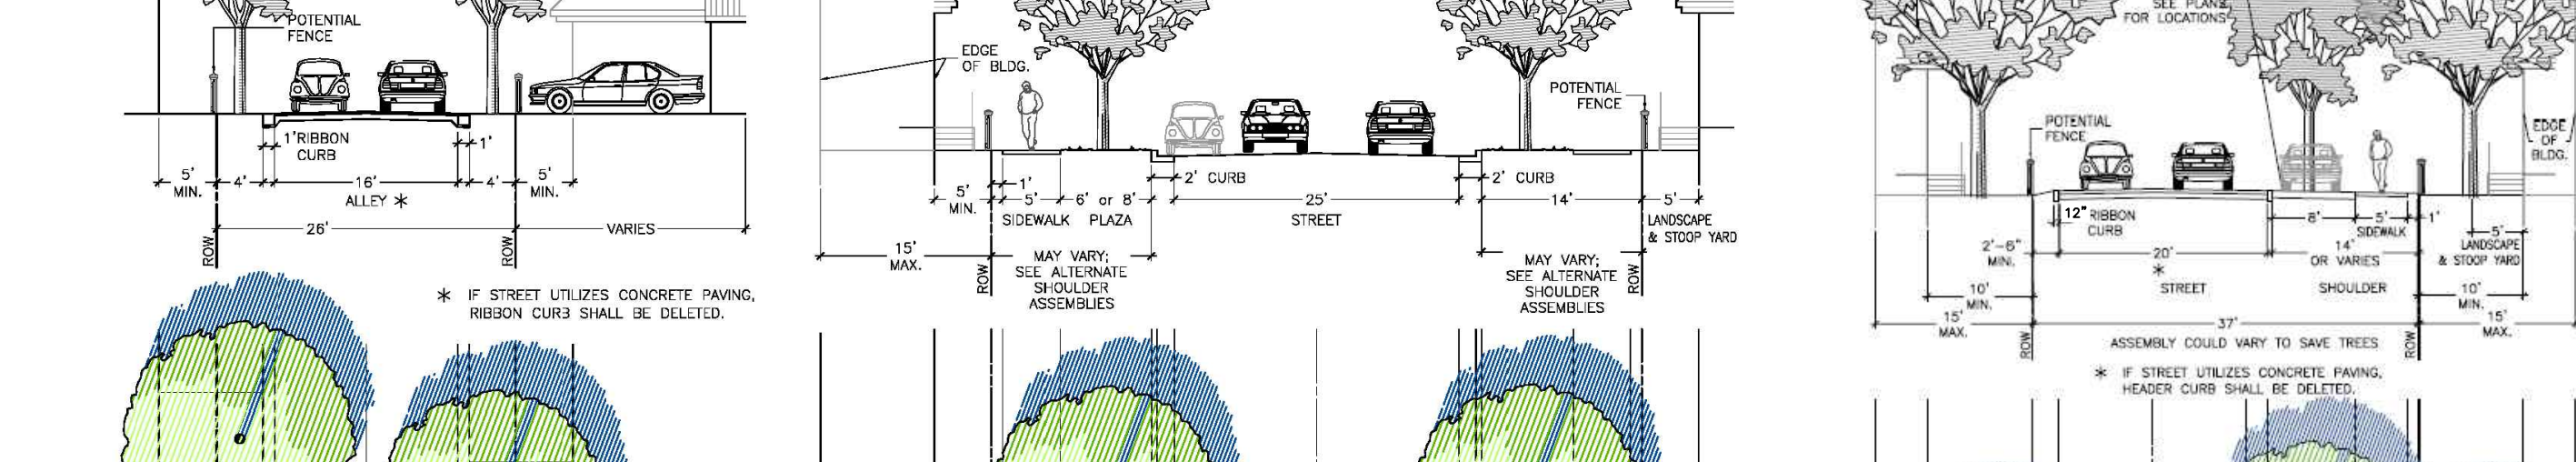 POTENTIAL
FENCE
1' RIBBON
CURB
1'
5'
MIN.
4'
16'
4'
5'
MIN.
ALLEY *
26'
VARIES
ROW
ROW
* IF STREET UTILIZES CONCRETE PAVING,
RIBBON CURB SHALL BE DELETED.
EDGE
OF BLDG.
POTENTIAL
FENCE
2' CURB
2' CURB
5'
MIN.
1'
5'
6' or 8'
25'
14'
5'
SIDEWALK PLAZA
STREET
LANDSCAPE
& STOOP YARD
15'
MAX.
ROW
MAY VARY;
SEE ALTERNATE
SHOULDER
ASSEMBLIES
MAY VARY;
SEE ALTERNATE
SHOULDER
ASSEMBLIES
ROW
SEE PLANS
FOR LOCATIONS
POTENTIAL
FENCE
EDGE
OF
BLDG.
12" RIBBON
CURB
8'
5'
1'
SIDEWALK
5'
LANDSCAPE
& STOOP YARD
2'-6"
MIN.
20'
14'
OR VARIES
*
STREET
SHOULDER
10'
MIN.
10'
MIN.
15'
MAX.
37'
15'
MAX.
ROW
ROW
ASSEMBLY COULD VARY TO SAVE TREES
* IF STREET UTILIZES CONCRETE PAVING,
HEADER CURB SHALL BE DELETED.